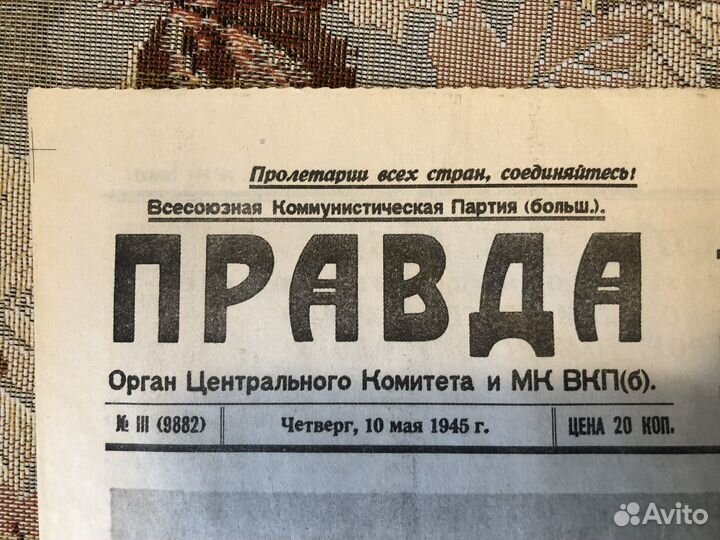 Пролетарии всех стран, соединяйтесь!
Всесоюзная Коммунистическая Партия (больш.).
ПРАВДА
Орган Центрального Комитета и МК ВКП(б).
№ 111 (9882) Четверг, 10 мая 1945 г. ЦЕНА 20 КОП.
Avito